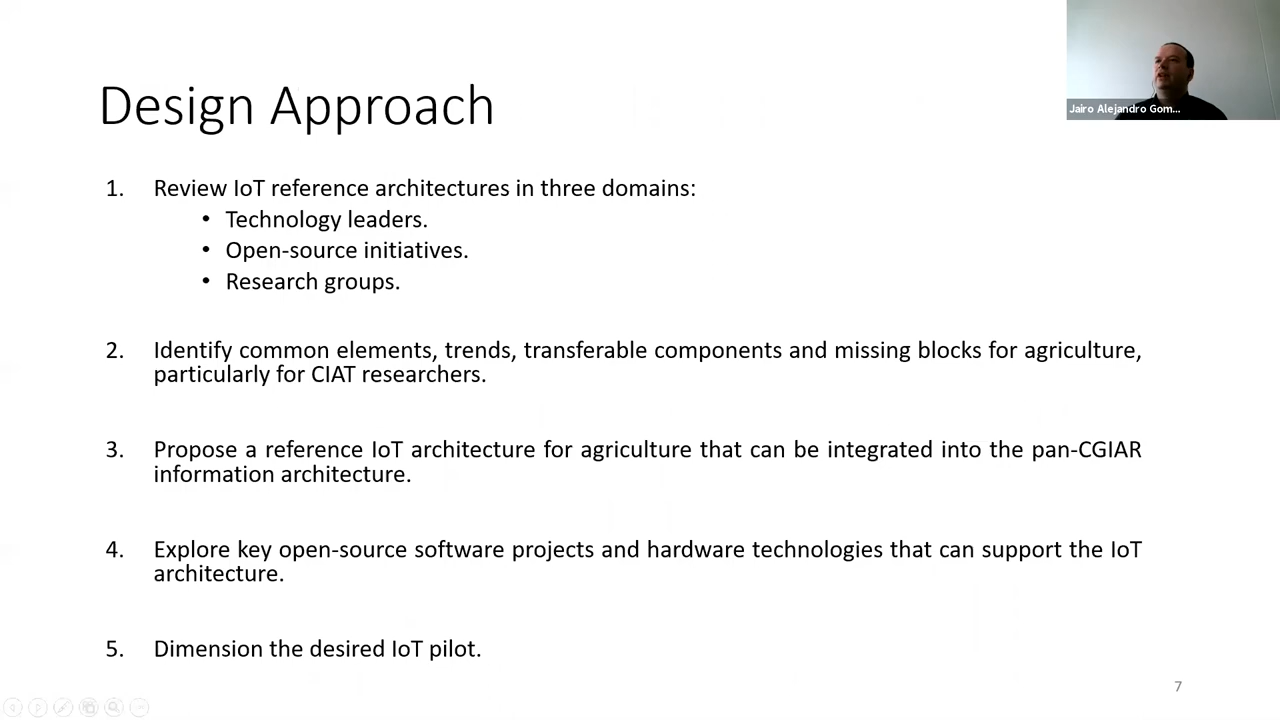 Jairo Alejandro Gom...
Design Approach
1. Review IoT reference architectures in three domains:
• Technology leaders.
• Open-source initiatives.
• Research groups.
2. Identify common elements, trends, transferable components and missing blocks for agriculture,
particularly for CIAT researchers.
3. Propose a reference IoT architecture for agriculture that can be integrated into the pan-CGIAR
information architecture.
4. Explore key open-source software projects and hardware technologies that can support the IoT
architecture.
5. Dimension the desired IoT pilot.
7